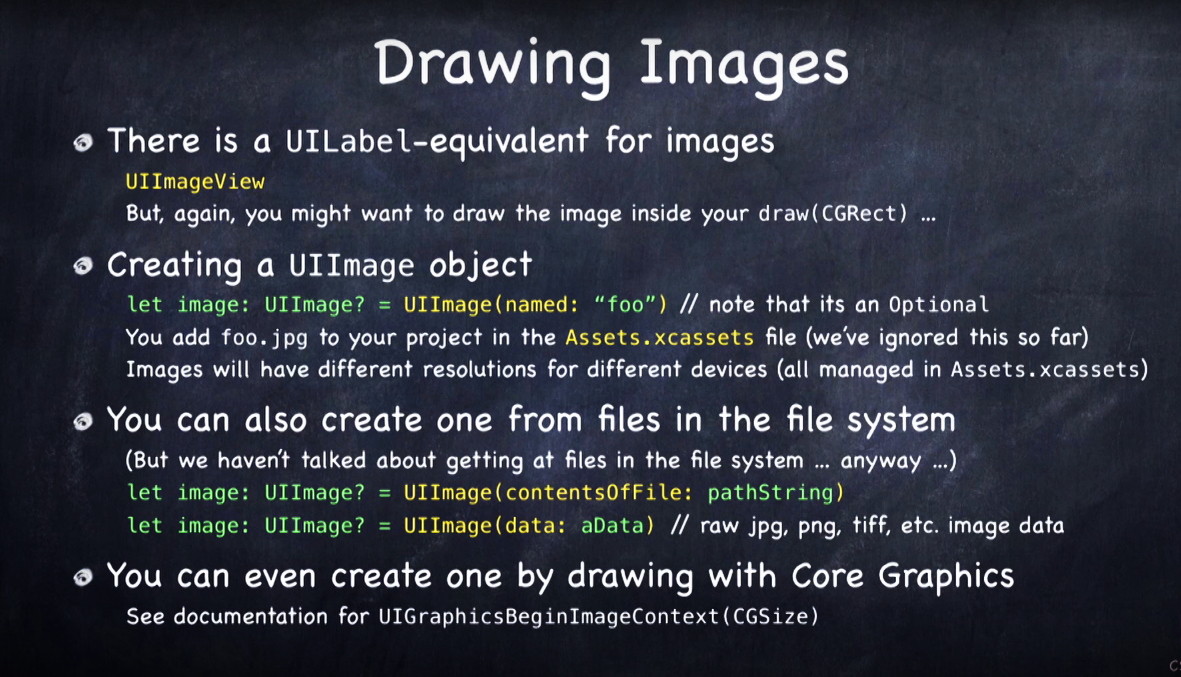 Drawing Images
There is a UILabel-equivalent for images
UIImageView
But, again, you might want to draw the image inside your draw(CGRect) …
Creating a UIImage object
let image: UIImage? = UIImage(named: “foo”) // note that its an Optional
You add foo.jpg to your project in the Assets.xcassets file (we’ve ignored this so far)
Images will have different resolutions for different devices (all managed in Assets.xcassets)
You can also create one from files in the file system
(But we haven’t talked about getting at files in the file system … anyway …)
let image: UIImage? = UIImage(contentsOfFile: pathString)
let image: UIImage? = UIImage(data: aData) // raw jpg, png, tiff, etc. image data
You can even create one by drawing with Core Graphics
See documentation for UIGraphicsBeginImageContext(CGSize)